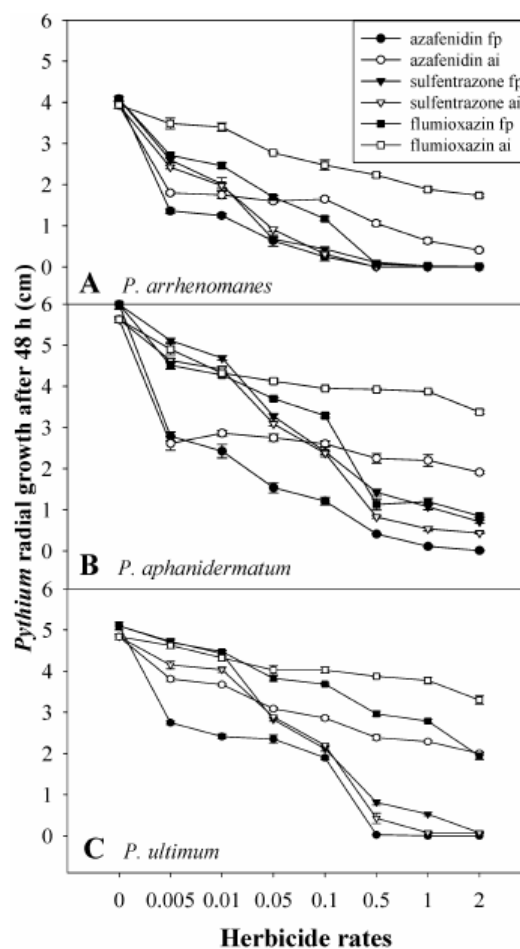 6
azafenidin fp
5
azafenidin ai
sulfentrazone fp
4
sulfentrazone ai
flumioxazin fp
3
flumioxazin ai
2
1
0
A P. arrhenomanes
6
5
4
3
2
1
0
B P. aphanidermatum
6
5
4
3
2
1
0
C P. ultimum
Pythium radial growth after 48 h (cm)
0 0.005 0.01 0.05 0.1 0.5 1 2
Herbicide rates